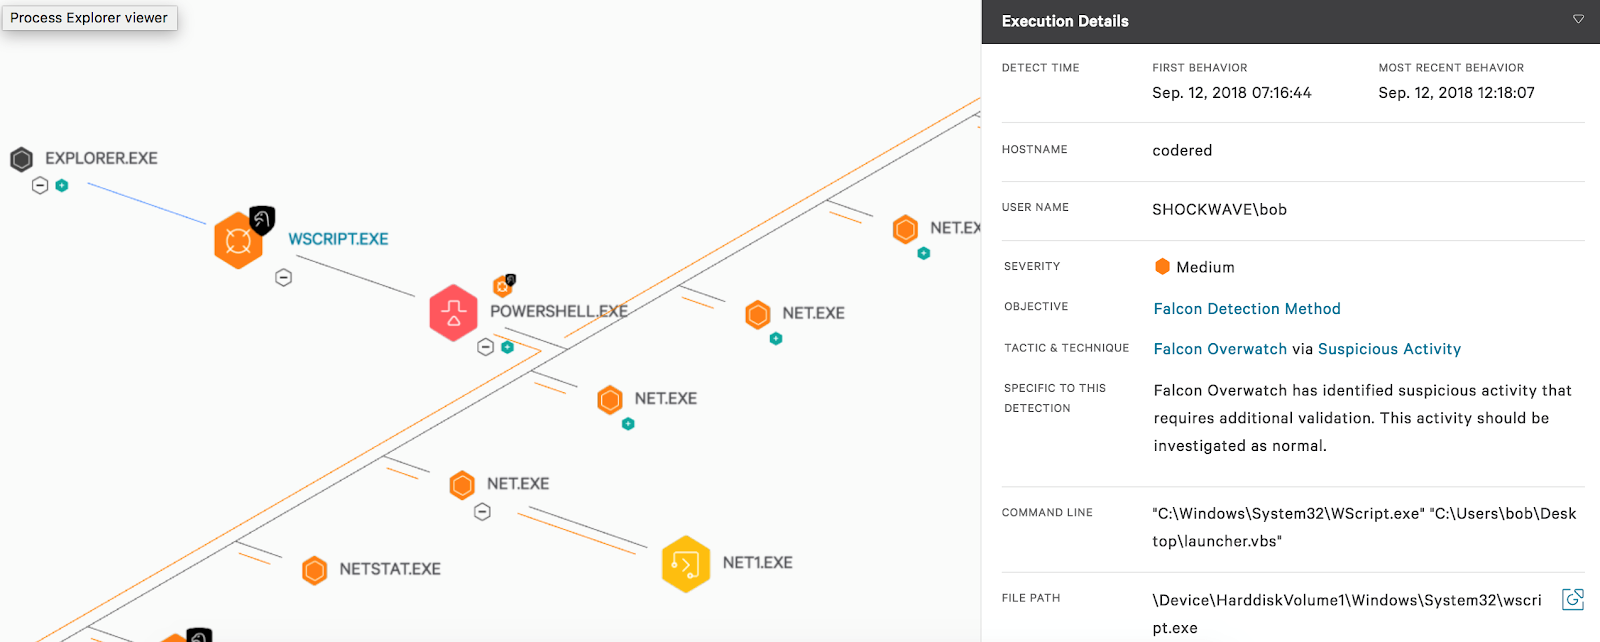 Process Explorer viewer
EXPLORER.EXE
WSCRIPT.EXE
POWERSHELL.EXE
NET.EX
NET.EXE
NET.EXE
NET.EXE
NET1.EXE
NETSTAT.EXE
Execution Details
DETECT TIME
FIRST BEHAVIOR
MOST RECENT BEHAVIOR
Sep. 12, 2018 07:16:44
Sep. 12, 2018 12:18:07
HOSTNAME
codered
USER NAME
SHOCKWAVE\bob
SEVERITY
Medium
OBJECTIVE
Falcon Detection Method
TACTIC & TECHNIQUE
Falcon Overwatch via Suspicious Activity
SPECIFIC TO THIS
DETECTION
Falcon Overwatch has identified suspicious activity that
requires additional validation. This activity should be
investigated as normal.
COMMAND LINE
"C:\Windows\System32\WScript.exe" "C:\Users\bob\Desk
top\launcher.vbs"
FILE PATH
\Device\HarddiskVolume1\Windows\System32\wscri
pt.exe